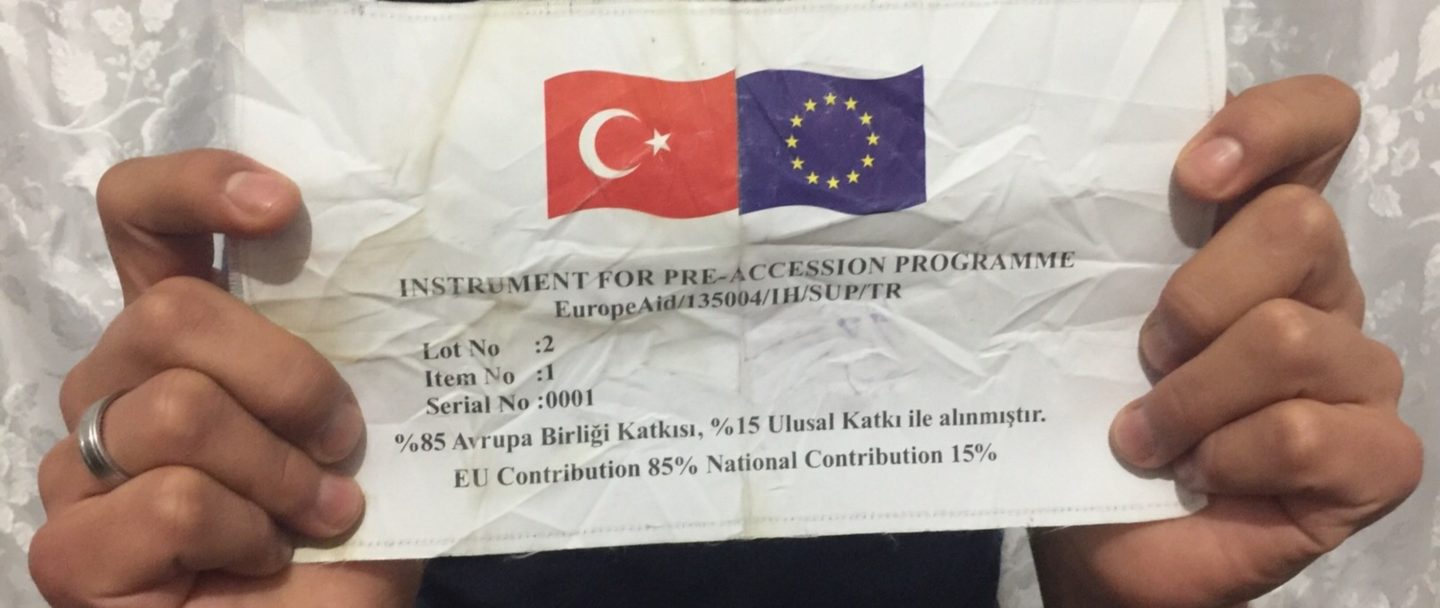 INSTRUMENT FOR PRE-ACCESSION PROGRAMME
EuropeAid/135004/IH/SUP/TR
Lot No :2
Item No :1
Serial No :0001
%85 Avrupa Birliği Katkısı, %15 Ulusal Katkı ile alınmıştır.
EU Contribution 85% National Contribution 15%